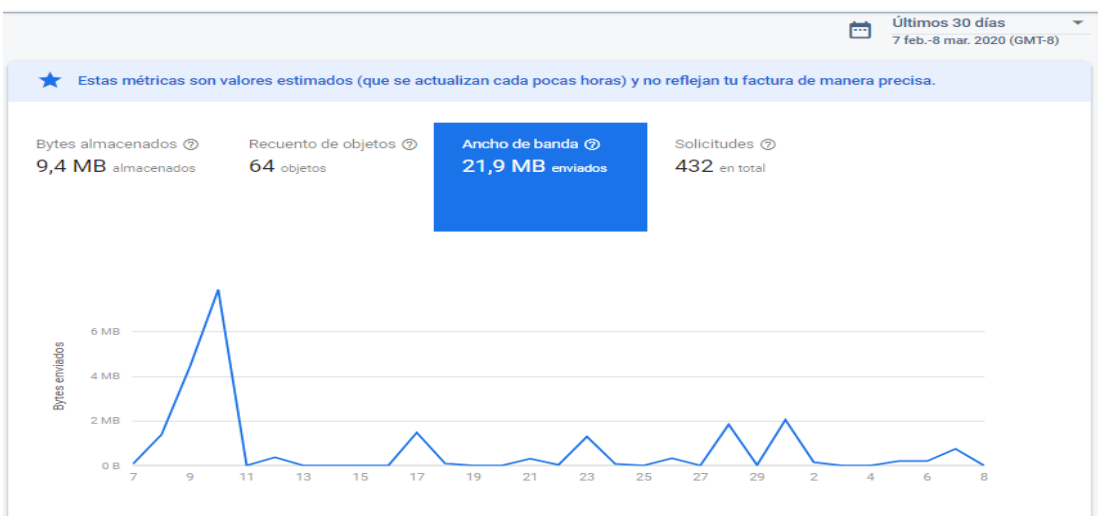 Últimos 30 días
7 feb.-8 mar. 2020 (GMT-8)
Estas métricas son valores estimados (que se actualizan cada pocas horas) y no reflejan tu factura de manera precisa.
Bytes almacenados
9,4 MB almacenados
Recuento de objetos
64 objetos
Ancho de banda
21,9 MB enviados
Solicitudes
432 en total
Bytes enviados
6 MB
4 MB
2 MB
0 B
7 9 11 13 15 17 19 21 23 25 27 29 2 4 6 8